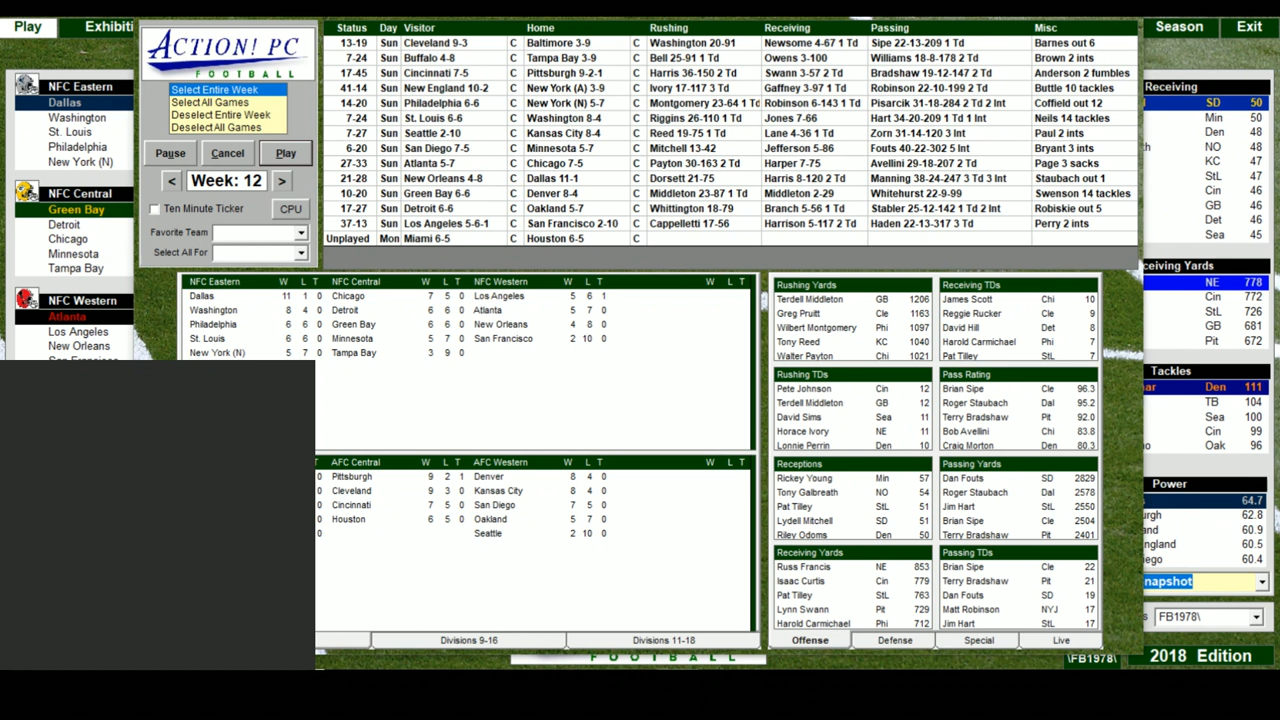 Play
Exhibiti
Season
Exit
NFC Eastern
Dallas
Washington
St. Louis
Philadelphia
New York (N)
NFC Central
Green Bay
Detroit
Chicago
Minnesota
Tampa Bay
NFC Western
Atlanta
Los Angeles
New Orleans
ACTION! PC
FOOTBALL
Select Entire Week
Select All Games
Deselect Entire Week
Deselect All Games
Pause Cancel Play
< Week: 12 >
Ten Minute Ticker CPU
Favorite Team
Select All For
Status Day Visitor Home Rushing Receiving Passing Misc
13-19 Sun Cleveland 9-3 C Baltimore 3-9 C Washington 20-91 Newsome 4-67 1 Td Sipe 22-13-209 1 Td Barnes out 6
7-24 Sun Buffalo 4-8 C Tampa Bay 3-9 C Bell 25-91 1 Td Owens 3-100 Williams 18-8-178 2 Td Brown 2 ints
17-45 Sun Cincinnati 7-5 C Pittsburgh 9-2-1 C Harris 36-150 2 Td Swann 3-57 2 Td Bradshaw 19-12-147 2 Td Anderson 2 fumbles
41-14 Sun New England 10-2 C New York (A) 3-9 C Ivory 17-117 3 Td Gaffney 3-97 1 Td Robinson 22-10-199 2 Td Buttle 10 tackles
14-20 Sun Philadelphia 6-6 C New York (N) 5-7 C Montgomery 23-64 1 Td Robinson 6-143 1 Td Pisarcik 31-18-284 2 Td 2 Int Coffield out 12
7-24 Sun St. Louis 6-6 C Washington 8-4 C Riggins 26-110 1 Td Jones 7-66 Hart 34-20-209 1 Td 1 Int Neils 14 tackles
7-27 Sun Seattle 2-10 C Kansas City 8-4 C Reed 19-75 1 Td Lane 4-36 1 Td Zorn 31-14-120 3 Int Paul 2 ints
6-20 Sun San Diego 7-5 C Minnesota 5-7 C Mitchell 13-42 Jefferson 5-86 Fouts 40-22-302 5 Int Bryant 3 ints
27-33 Sun Atlanta 5-7 C Chicago 7-5 C Payton 30-163 2 Td Harper 7-75 Avellini 29-18-207 2 Td Page 3 sacks
21-28 Sun New Orleans 4-8 C Dallas 11-1 C Dorsett 21-75 Harris 8-120 2 Td Manning 38-24-247 3 Td 3 Int Staubach out 1
10-20 Sun Green Bay 6-6 C Denver 8-4 C Middleton 23-87 1 Td Middleton 2-29 Whitehurst 22-9-99 Swenson 14 tackles
17-27 Sun Detroit 6-6 C Oakland 5-7 C Whittington 18-79 Branch 5-56 1 Td Stabler 25-12-142 1 Td 2 Int Robiskie out 5
37-13 Sun Los Angeles 5-6-1 C San Francisco 2-10 C Cappelletti 17-56 Harrison 5-117 2 Td Haden 22-13-317 3 Td Perry 2 ints
Unplayed Mon Miami 6-5 C Houston 6-5 C
NFC Eastern W L T NFC Central W L T NFC Western W L T W L T
Dallas 11 1 0 Chicago 7 5 0 Los Angeles 5 6 1
Washington 8 4 0 Detroit 6 6 0 Atlanta 5 7 0
Philadelphia 6 6 0 Green Bay 6 6 0 New Orleans 4 8 0
St. Louis 6 6 0 Minnesota 5 7 0 San Francisco 2 10 0
New York (N) 5 7 0 Tampa Bay 3 9 0
T AFC Central W L T AFC Western W L T W L T
0 Pittsburgh 9 2 1 Denver 8 4 0
0 Cleveland 9 3 0 Kansas City 8 4 0
0 Cincinnati 7 5 0 San Diego 7 5 0
0 Houston 6 5 0 Oakland 5 7 0
0 Seattle 2 10 0
Divisions 9-16 Divisions 11-18
Rushing Yards
Terdell Middleton GB 1206
Greg Pruitt Cle 1163
Wilbert Montgomery Phi 1097
Tony Reed KC 1040
Walter Payton Chi 1021
Receiving TDs
James Scott Chi 10
Reggie Rucker Cle 9
David Hill Det 8
Harold Carmichael Phi 7
Pat Tilley StL 7
Rushing TDs
Pete Johnson Cin 12
Terdell Middleton GB 12
David Sims Sea 11
Horace Ivory NE 11
Lonnie Perrin Den 10
Pass Rating
Brian Sipe Cle 96.3
Roger Staubach Dal 95.2
Terry Bradshaw Pit 92.0
Bob Avellini Chi 83.8
Craig Morton Den 80.3
Receptions
Rickey Young Min 57
Tony Galbreath NO 54
Pat Tilley StL 51
Lydell Mitchell SD 51
Riley Odoms Den 50
Passing Yards
Dan Fouts SD 2829
Roger Staubach Dal 2578
Jim Hart StL 2550
Brian Sipe Cle 2504
Terry Bradshaw Pit 2401
Receiving Yards
Russ Francis NE 853
Isaac Curtis Cin 779
Pat Tilley StL 763
Lynn Swann Pit 729
Harold Carmichael Phi 712
Passing TDs
Brian Sipe Cle 22
Terry Bradshaw Pit 21
Dan Fouts SD 19
Matt Robinson NYJ 17
Jim Hart StL 17
Offense Defense Special Live
Receiving
SD 50
Min 50
Den 48
NO 48
KC 47
StL 47
Cin 46
GB 46
Det 46
Sea 45
ceiving Yards
NE 778
Cin 772
StL 726
GB 681
Pit 672
Tackles
ar Den 111
TB 104
Sea 100
Cin 99
o Oak 96
Power
s 64.7
urgh 62.8
and 60.9
ngland 60.5
iego 60.4
napshot
s FB1978\
FOOTBALL
\FB1978\
2018 Edition